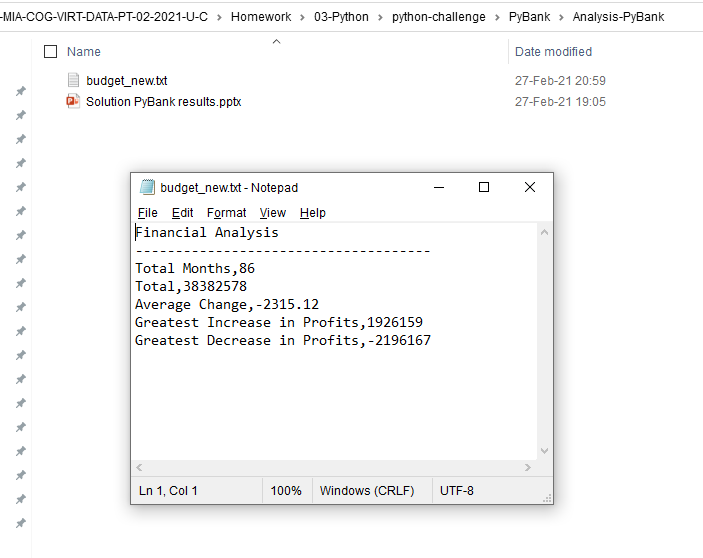 -MIA-COG-VIRT-DATA-PT-02-2021-U-C > Homework > 03-Python > python-challenge > PyBank > Analysis-PyBank
Name Date modified
budget_new.txt 27-Feb-21 20:59
Solution PyBank results.pptx 27-Feb-21 19:05
budget_new.txt - Notepad
File Edit Format View Help
Financial Analysis
-------------------------------------
Total Months,86
Total,38382578
Average Change,-2315.12
Greatest Increase in Profits,1926159
Greatest Decrease in Profits,-2196167
Ln 1, Col 1 100% Windows (CRLF) UTF-8